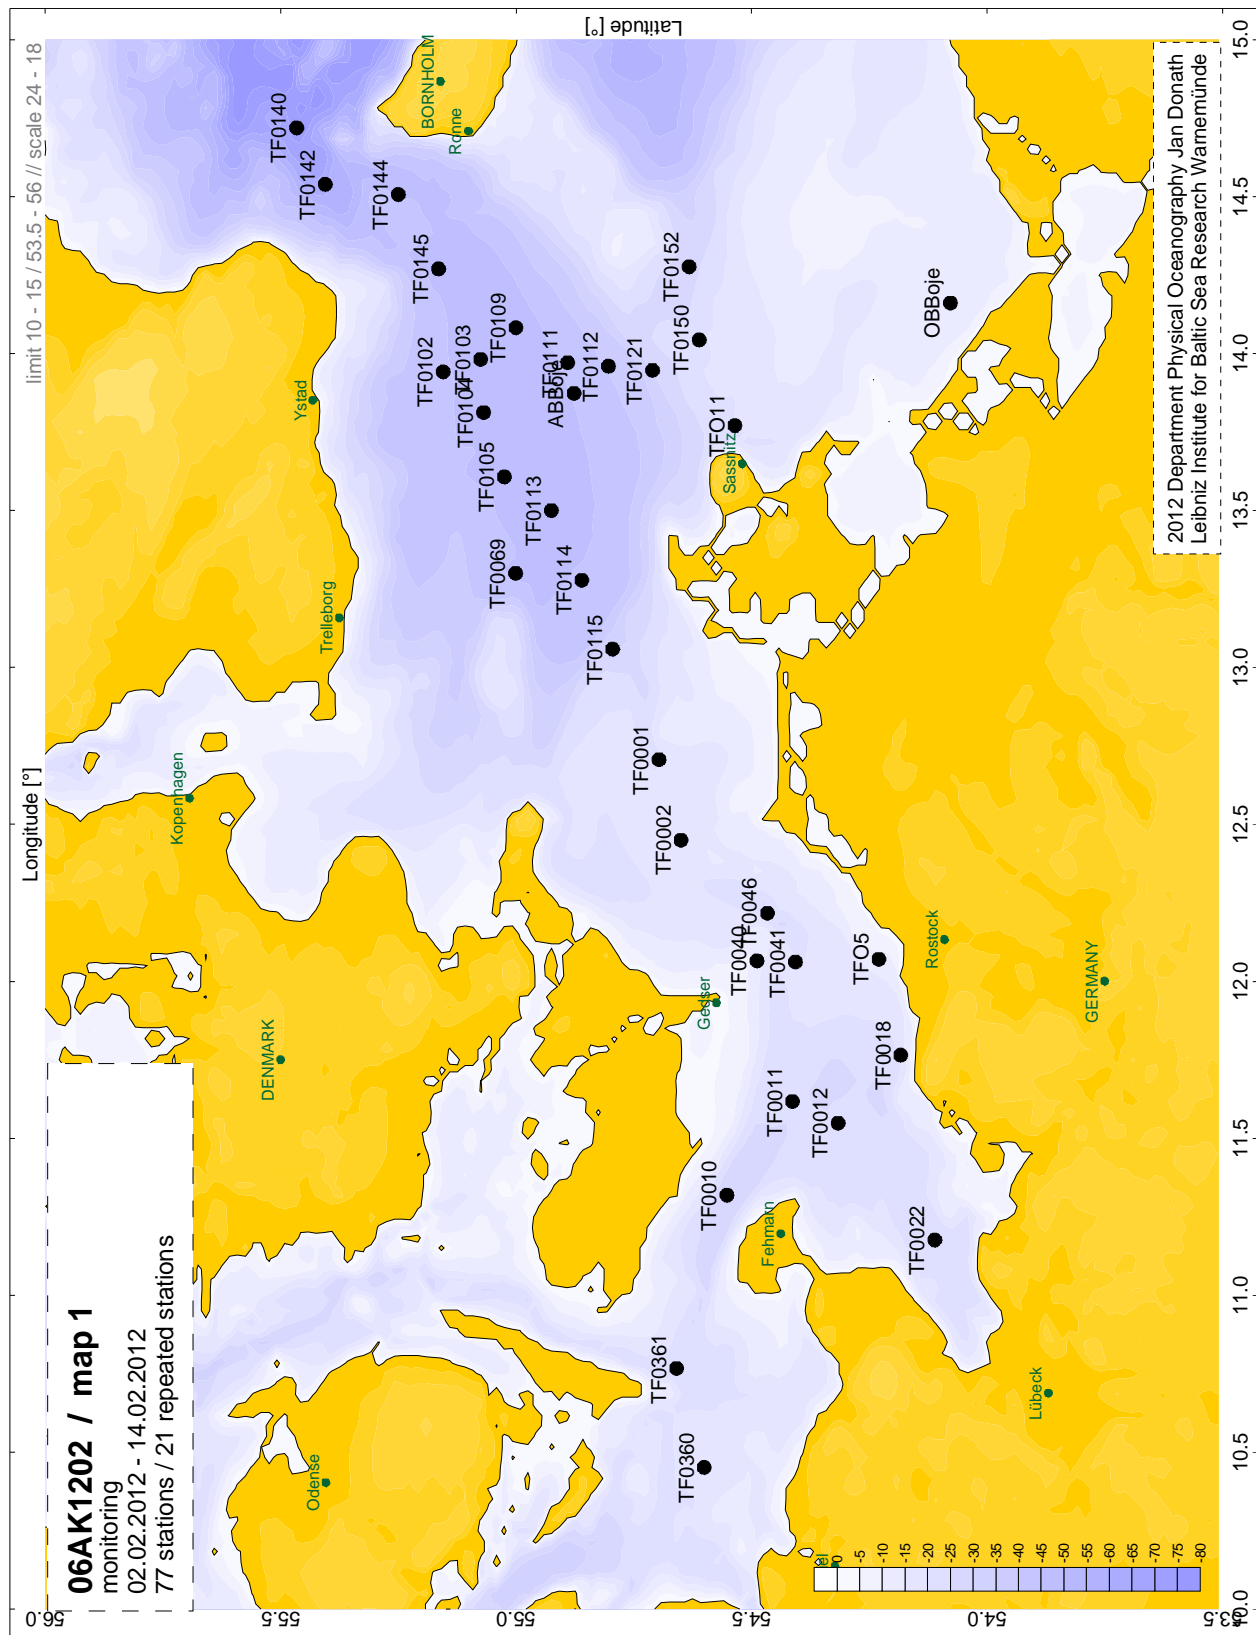 Longitude [°]
limit 10 - 15 / 53.5 - 56 // scale 24 - 18
06AK1202 / map 1
monitoring
02.02.2012 - 14.02.2012
77 stations / 21 repeated stations
Kopenhagen
DENMARK
Odense
Trelleborg
Ystad
BORNHOLM
Ronne
TF0140
TF0142
TF0144
TF0145
TF0102
TF0103
TF0104
TF0109
TF0105
TF0111
ABBoje
TF0112
TF0113
TF0069
TF0114
TF0115
TF0121
TF0150
TF0152
TFO11
Sassnitz
TF0001
TF0002
TF0046
TF0040
TF0041
Gedser
TFO5
TF0018
TF0011
TF0012
TF0010
Fehmarn
TF0022
TF0361
TF0360
OBBoje
Rostock
GERMANY
Lübeck
el
0
-5
-10
-15
-20
-25
-30
-35
-40
-45
-50
-55
-60
-65
-70
-75
-80
2012 Department Physical Oceanography Jan Donath
Leibniz Institute for Baltic Sea Research Warnemünde
Latitude [°]
56.0
55.5
55.0
54.5
54.0
53.5
10.0
10.5
11.0
11.5
12.0
12.5
13.0
13.5
14.0
14.5
15.0